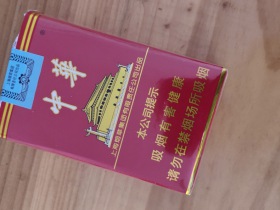 中華
上海烟草集团有限责任公司出品
本公司提示
吸烟有害健康
请勿在禁烟场所吸烟